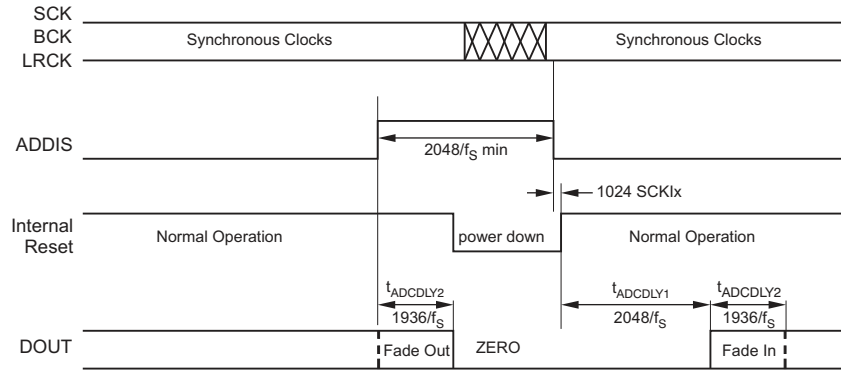 SCK
BCK
LRCK
Synchronous Clocks
Synchronous Clocks
ADDIS
2048/fS min
1024 SCKIx
Internal
Reset
Normal Operation
power down
Normal Operation
tADCDLY2
1936/fS
tADCDLY1
2048/fS
tADCDLY2
1936/fS
DOUT
Fade Out
ZERO
Fade In